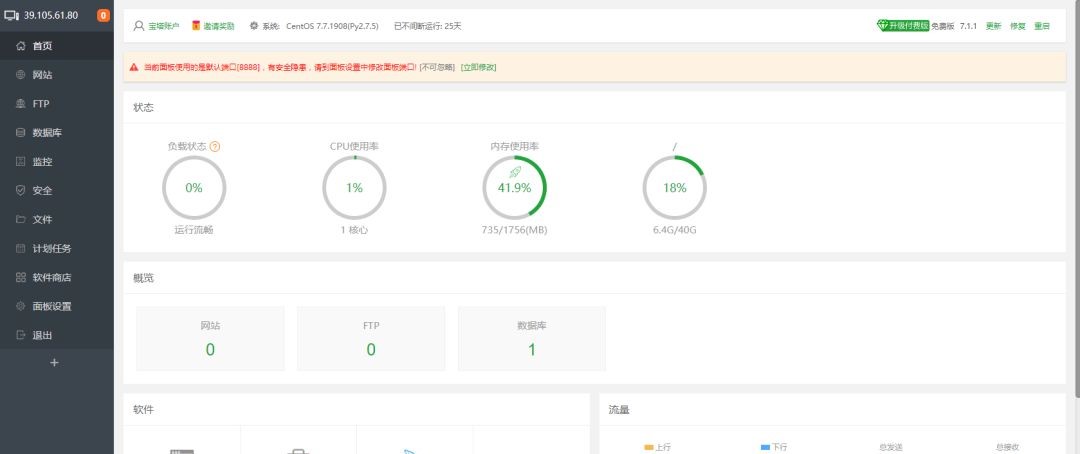 39.105.61.80 0
首页
网站
FTP
数据库
监控
安全
文件
计划任务
软件商店
面板设置
退出
宝塔账户 邀请奖励 系统: CentOS 7.7.1908(Py2.7.5) 已不间断运行: 25天 升级付费版 免费版 7.1.1 更新 修复 重启
当前面板使用的是默认端口[8888]，有安全隐患，请到面板设置中修改面板端口! [不可忽略] [立即修改]
状态
负载状态 CPU使用率 内存使用率 /
0% 1% 41.9% 18%
运行流畅 1 核心 735/1756(MB) 6.4G/40G
概览
网站 FTP 数据库
0 0 1
软件 流量
上行 下行 总发送 总接收